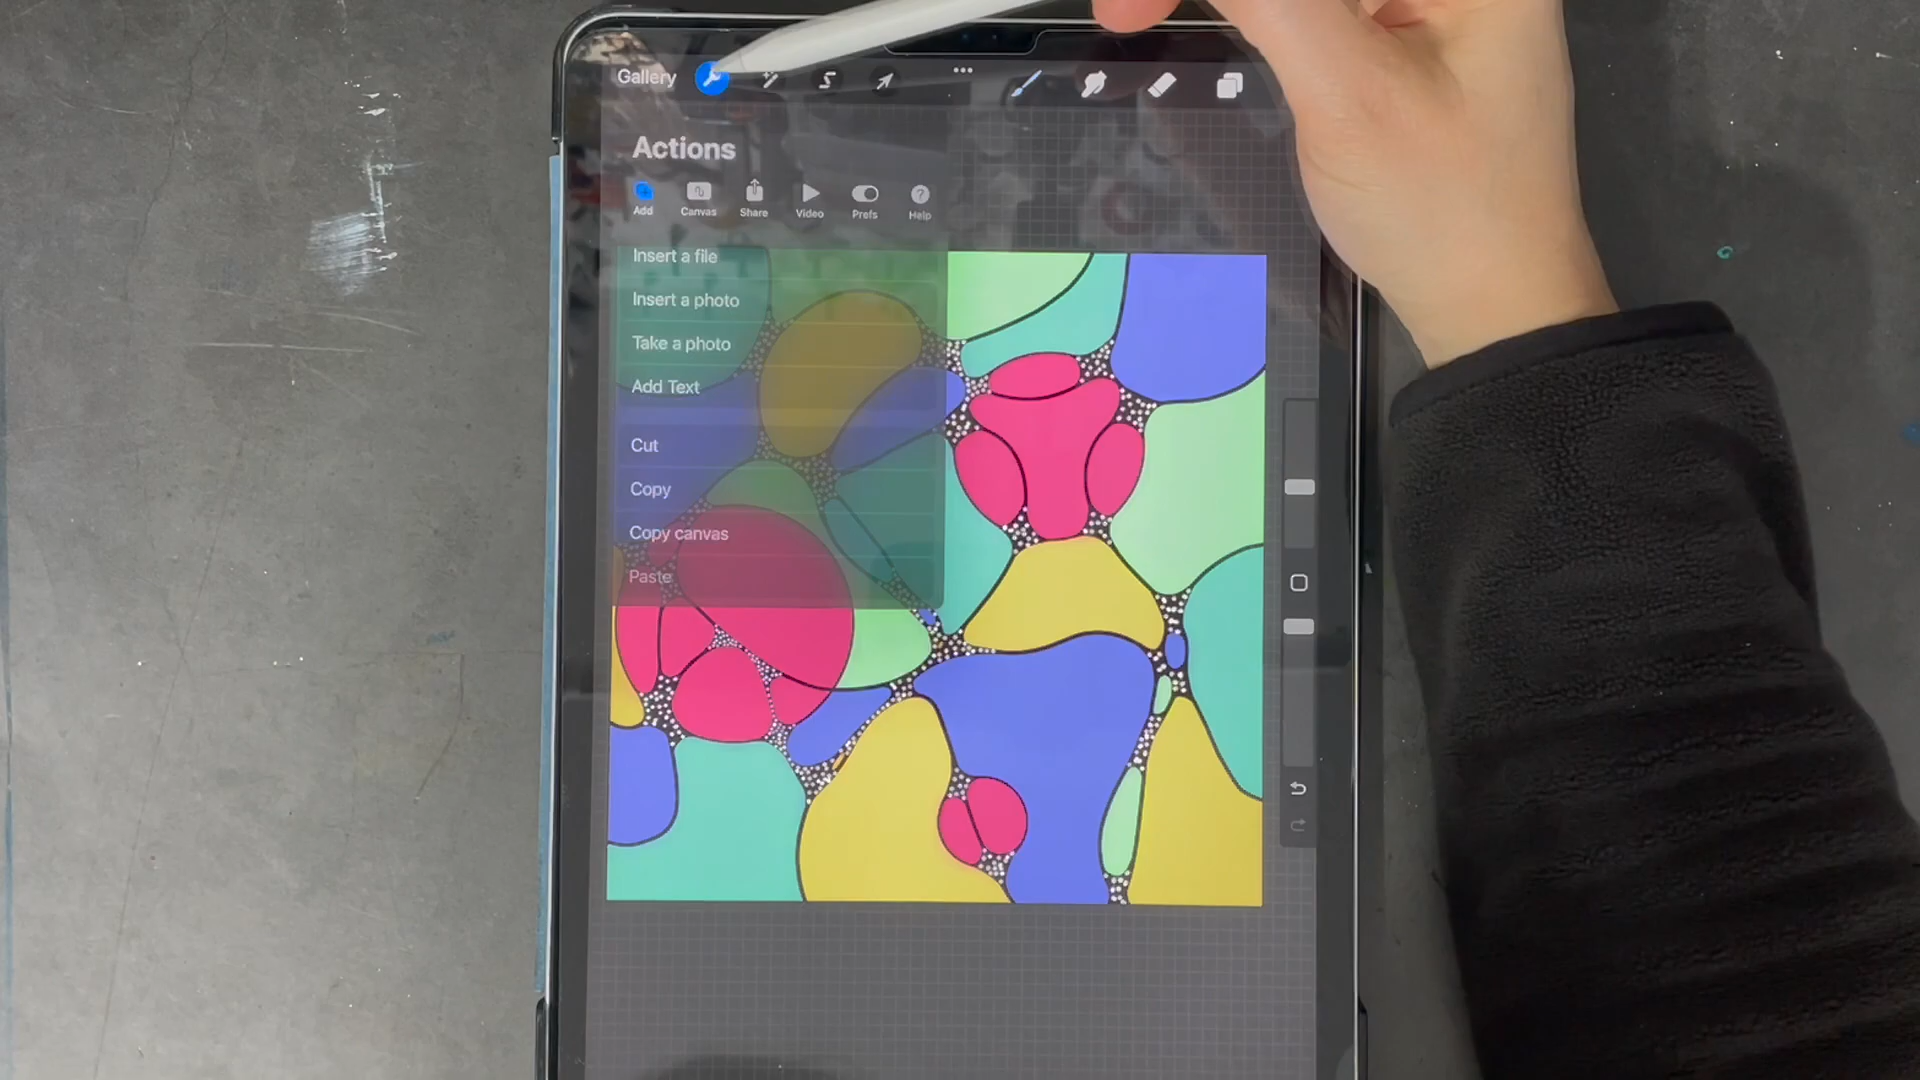 Gallery
Actions
Add Canvas Share Video Prefs Help
Insert a file
Insert a photo
Take a photo
Add Text
Cut
Copy
Copy canvas
Paste